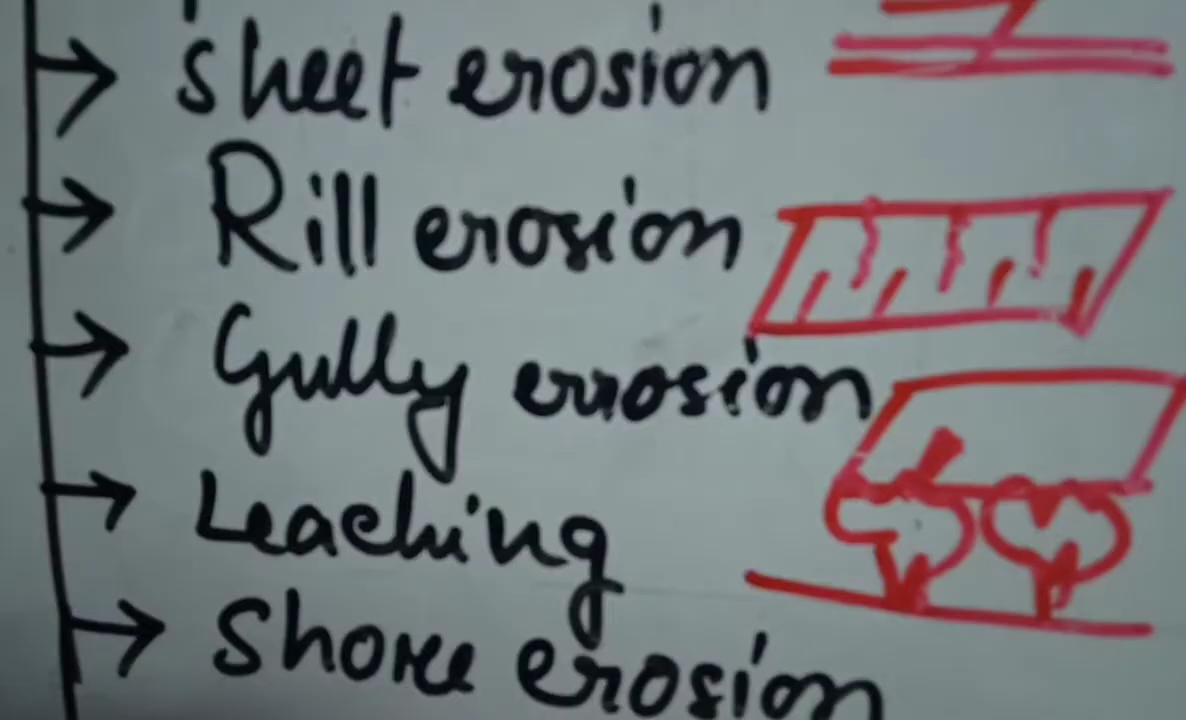 sheet erosion
Rill erosion
Gully errosion
Leaching
Shore erosion